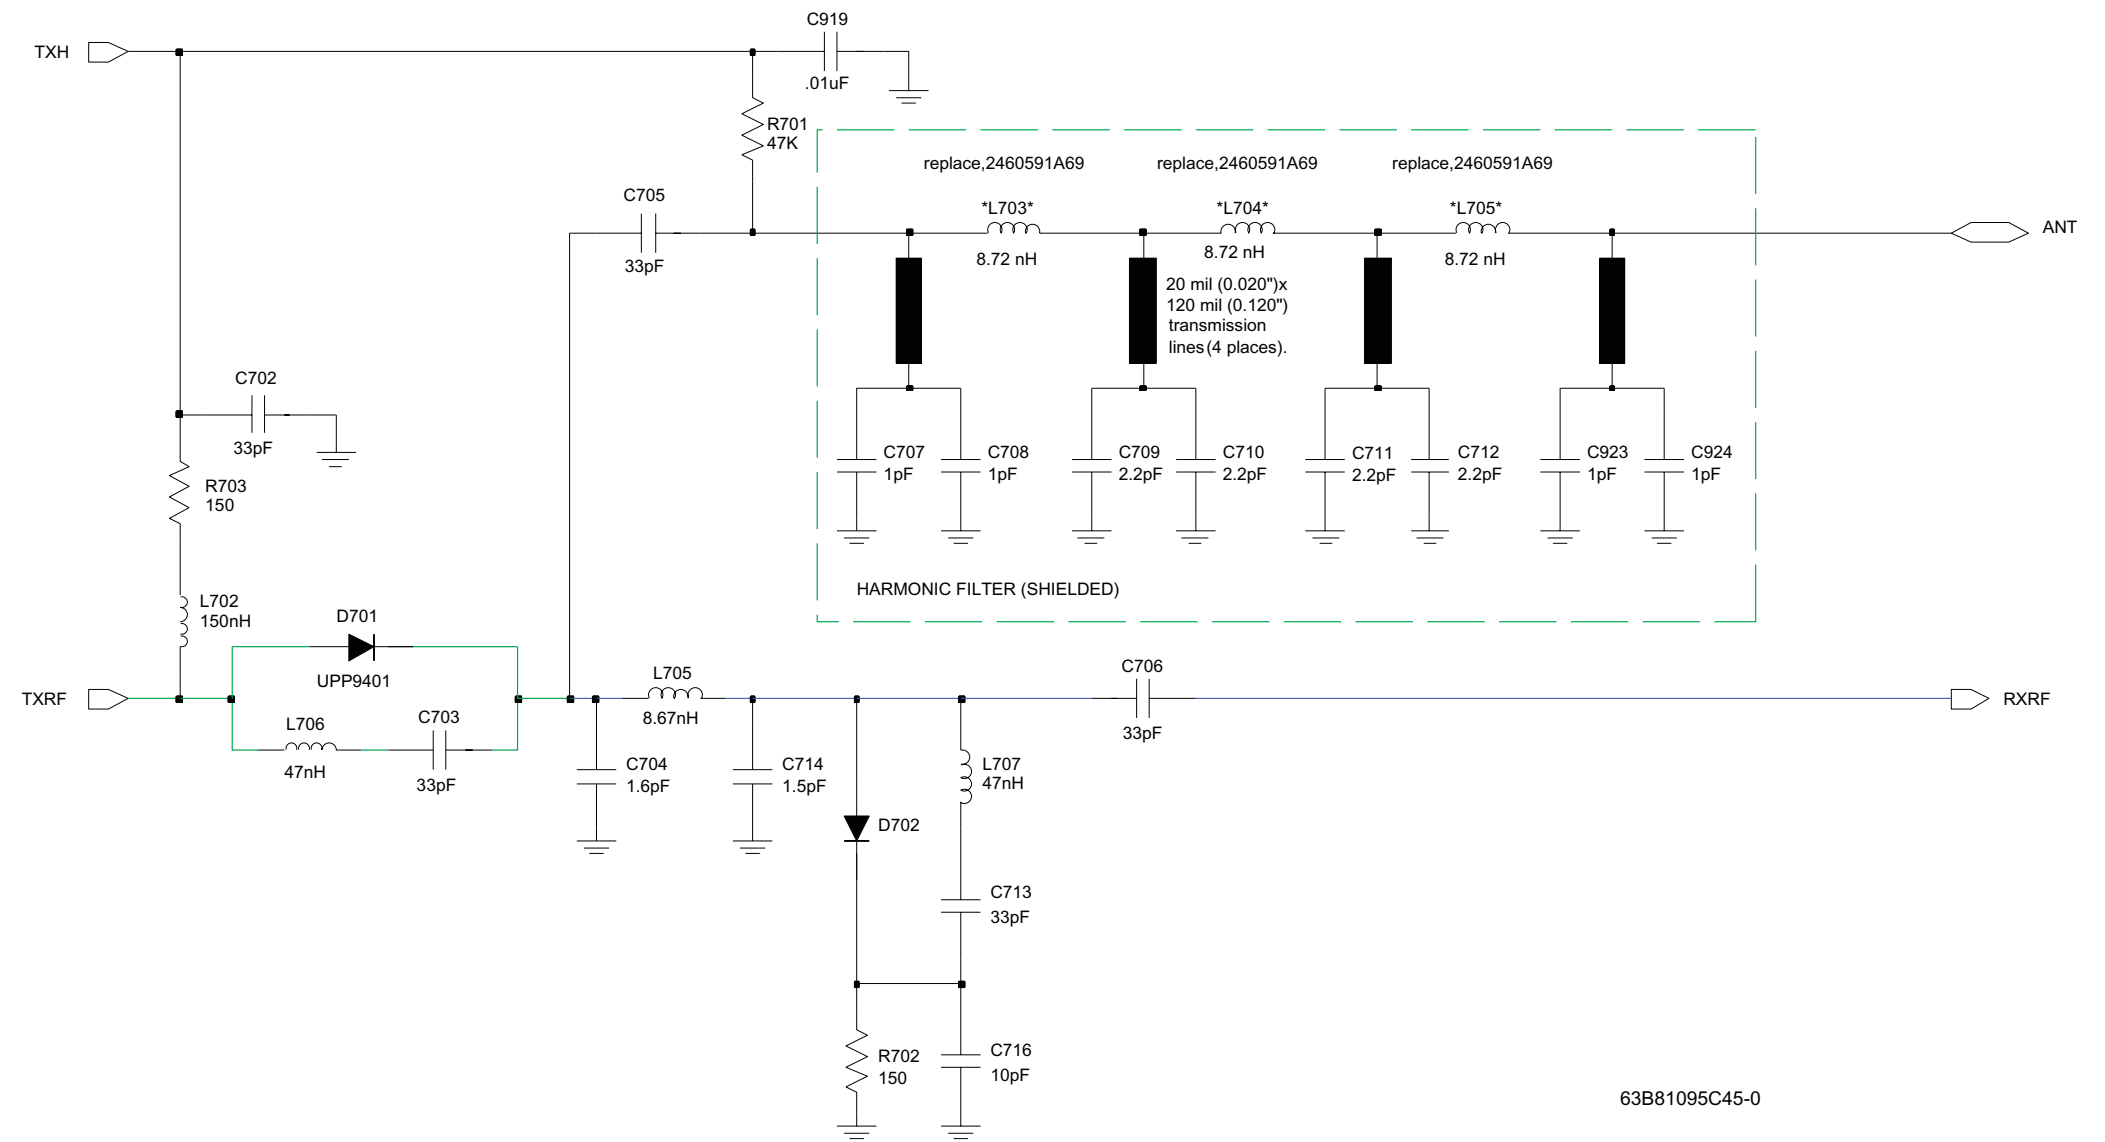 C919
TXH
.01uF
R701
47K
replace,2460591A69
replace,2460591A69
replace,2460591A69
C705
33pF
*L703*
8.72 nH
*L704*
8.72 nH
*L705*
8.72 nH
ANT
20 mil (0.020")x
120 mil (0.120")
transmission
lines(4 places).
C702
33pF
C707
1pF
C708
1pF
C709
2.2pF
C710
2.2pF
C711
2.2pF
C712
2.2pF
C923
1pF
C924
1pF
R703
150
HARMONIC FILTER (SHIELDED)
L702
150nH
D701
UPP9401
TXRF
L706
47nH
C703
33pF
L705
8.67nH
C706
33pF
RXRF
C704
1.6pF
C714
1.5pF
L707
47nH
D702
C713
33pF
R702
150
C716
10pF
63B81095C45-0